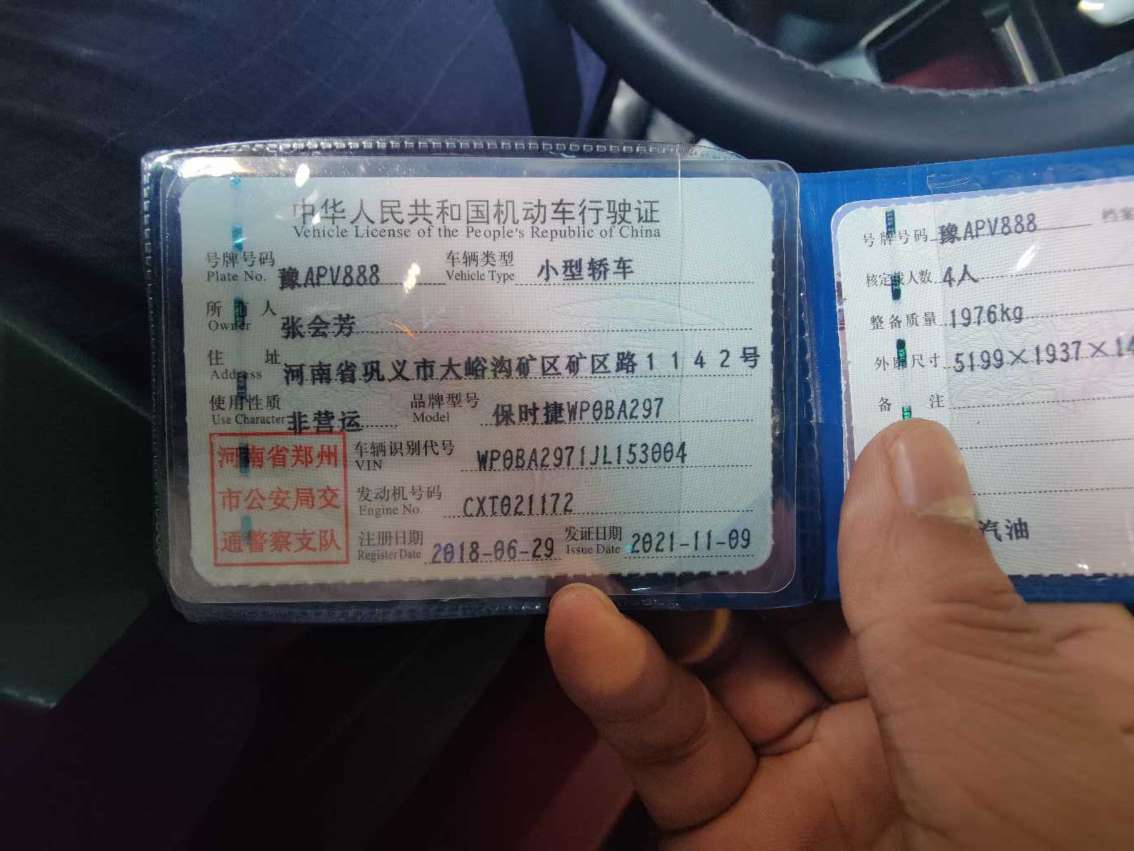 中华人民共和国机动车行驶证
Vehicle License of the People's Republic of China
号牌号码 豫APV888 车辆类型 小型轿车
Plate No. Vehicle Type
所 人 张会芳
Owner
住 址 河南省巩义市大峪沟矿区矿区路1142号
Address
使用性质 非营运 品牌型号 保时捷WP0BA297
Use Character Model
河南省郑州
市公安局交
通警察支队
车辆识别代号 WP0BA2971JL153004
VIN
发动机号码 CXT021172
Engine No.
注册日期 2018-06-29 发证日期 2021-11-09
Register Date Issue Date
号牌号码 豫APV888 档案
核定载人数 4人
整备质量 1976kg
外廓尺寸 5199×1937×14
备 注
汽油